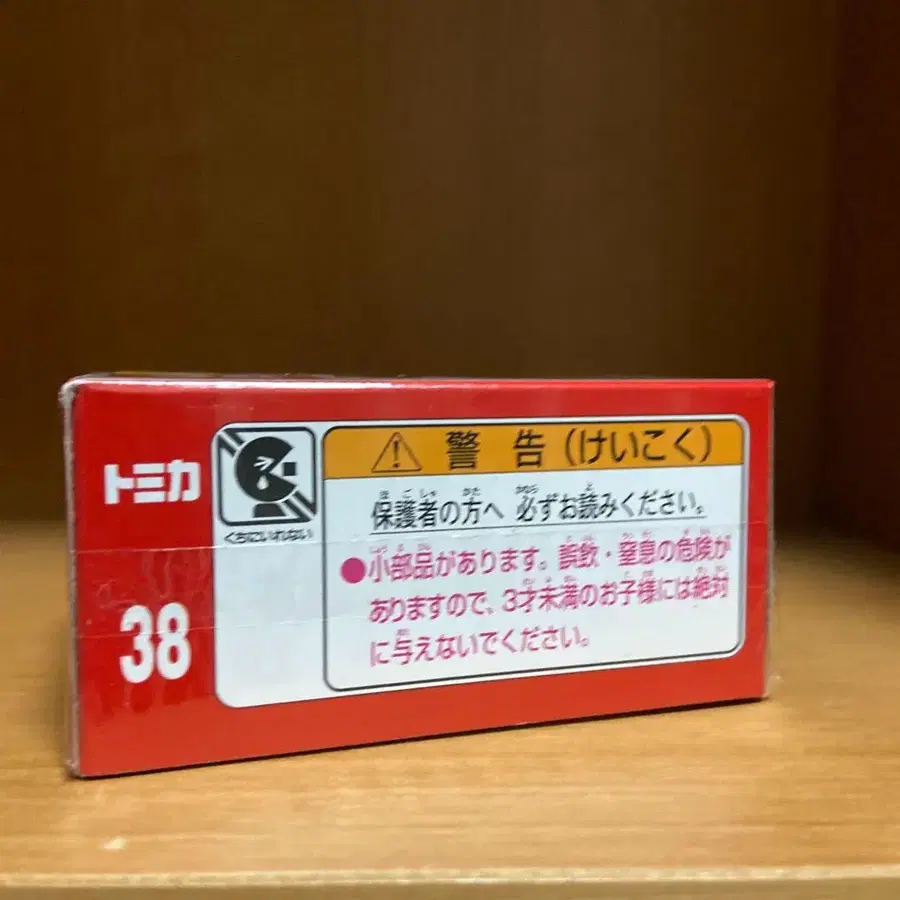 トミカ
38
くちにいれない
警告(けいこく)
保護者の方へ 必ずお読みください。
●小部品があります。誤飲・窒息の危険が
ありますので、3才未満のお子様には絶対
に与えないでください。